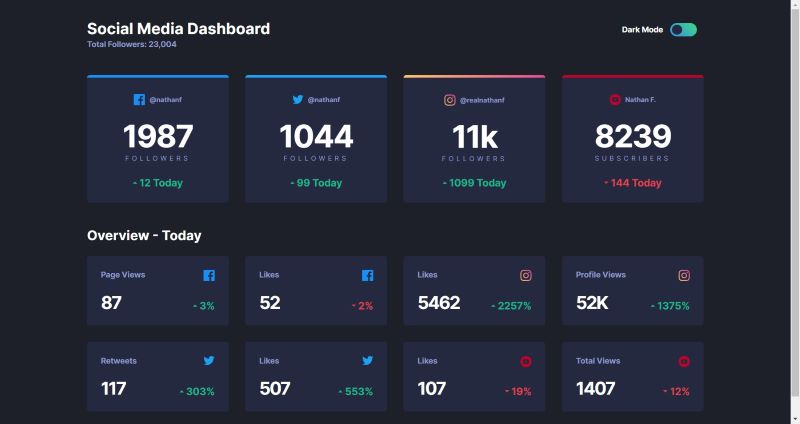 Social Media Dashboard
Total Followers: 23,004
Dark Mode
@nathanf
1987
FOLLOWERS
12 Today
@nathanf
1044
FOLLOWERS
99 Today
@realnathanf
11k
FOLLOWERS
1099 Today
Nathan F.
8239
SUBSCRIBERS
144 Today
Overview - Today
Page Views
87
3%
Likes
52
2%
Likes
5462
2257%
Profile Views
52K
1375%
Retweets
117
303%
Likes
507
553%
Likes
107
19%
Total Views
1407
12%